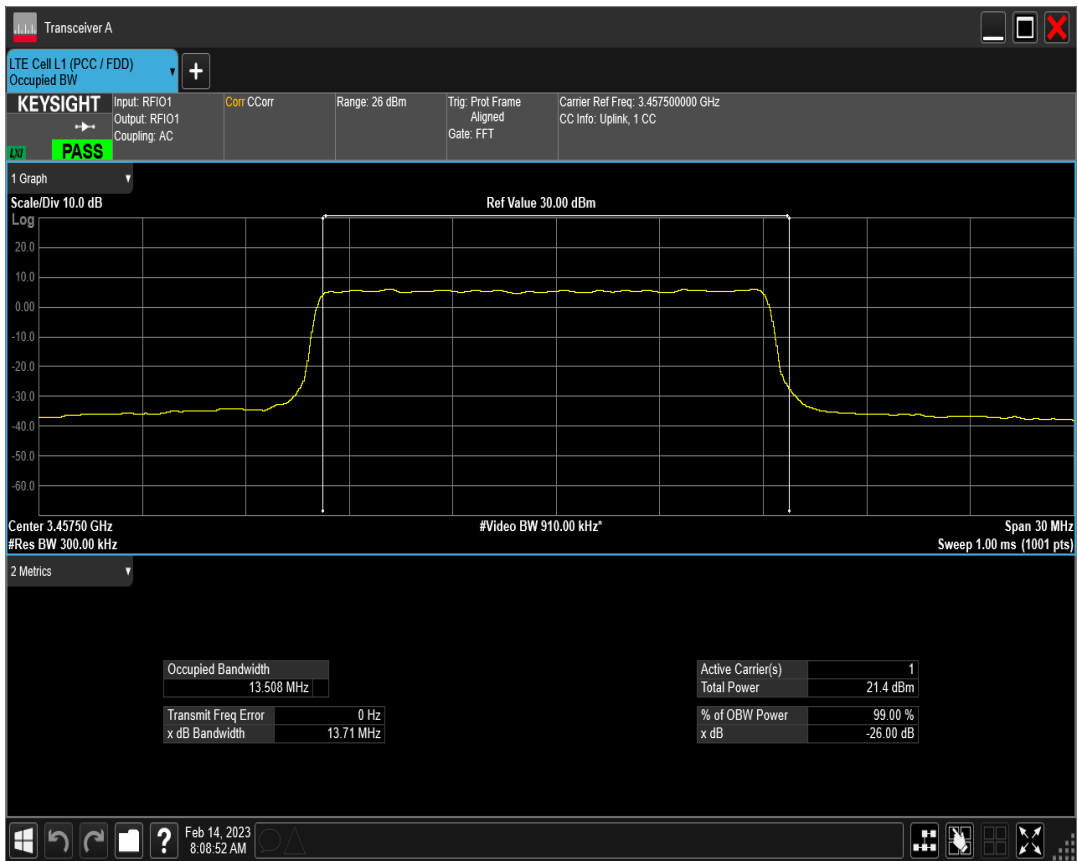 Transceiver A
LTE Cell L1 (PCC / FDD)
Occupied BW
KEYSIGHT
LXI
PASS
Input: RFIO1
Output: RFIO1
Coupling: AC
Corr CCorr
Range: 26 dBm
Trig: Prot Frame
Aligned
Gate: FFT
Carrier Ref Freq: 3.457500000 GHz
CC Info: Uplink, 1 CC
1 Graph
Scale/Div 10.0 dB
Ref Value 30.00 dBm
Log
20.0
10.0
0.00
-10.0
-20.0
-30.0
-40.0
-50.0
-60.0
Center 3.45750 GHz
#Video BW 910.00 kHz*
Span 30 MHz
#Res BW 300.00 kHz
Sweep 1.00 ms (1001 pts)
2 Metrics
Occupied Bandwidth
13.508 MHz
Transmit Freq Error 0 Hz
x dB Bandwidth 13.71 MHz
Active Carrier(s) 1
Total Power 21.4 dBm
% of OBW Power 99.00 %
x dB -26.00 dB
?
Feb 14, 2023
8:08:52 AM